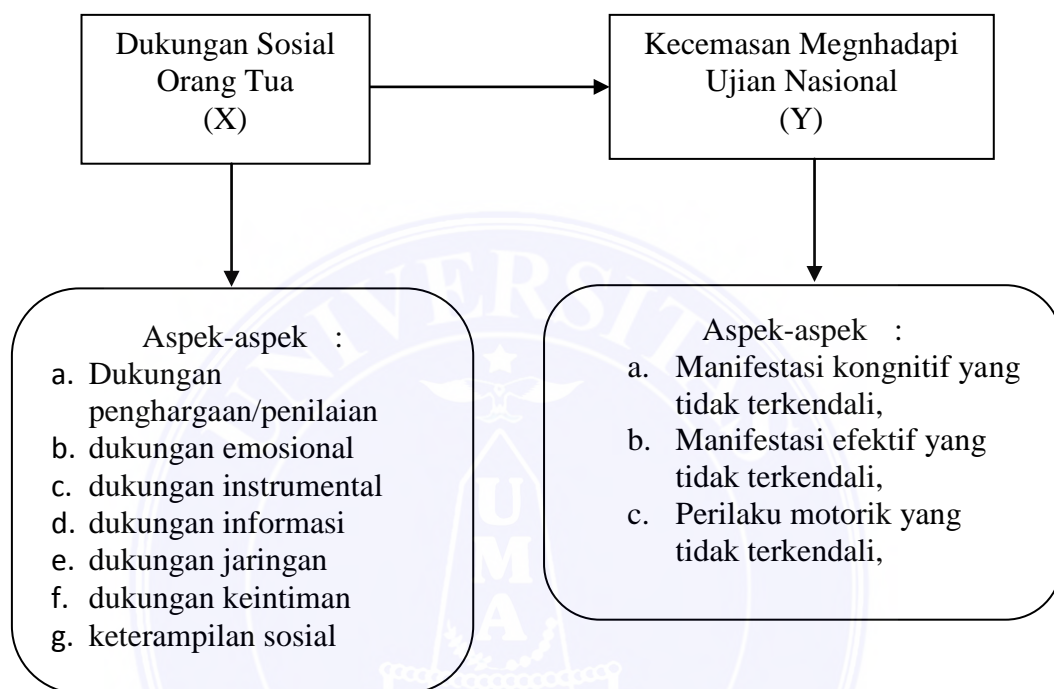 Dukungan Sosial
Orang Tua
(X)
Kecemasan Megnhadapi
Ujian Nasional
(Y)
Aspek-aspek :
a. Dukungan
penghargaan/penilaian
b. dukungan emosional
c. dukungan instrumental
d. dukungan informasi
e. dukungan jaringan
f. dukungan keintiman
g. keterampilan sosial
Aspek-aspek :
a. Manifestasi kongnitif yang
tidak terkendali,
b. Manifestasi efektif yang
tidak terkendali,
c. Perilaku motorik yang
tidak terkendali,
UNIVERSITAS
UMA